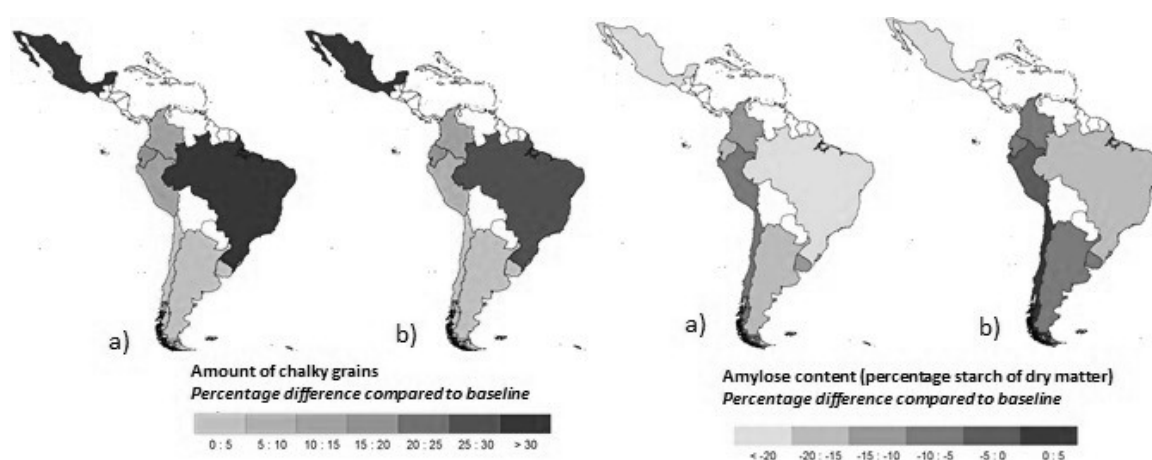 a)
b)
Amount of chalky grains
Percentage difference compared to baseline
0 : 5 5 : 10 10 : 15 15 : 20 20 : 25 25 : 30 > 30
a)
b)
Amylose content (percentage starch of dry matter)
Percentage difference compared to baseline
< -20 -20 : -15 -15 : -10 -10 : -5 -5 : 0 0 : 5